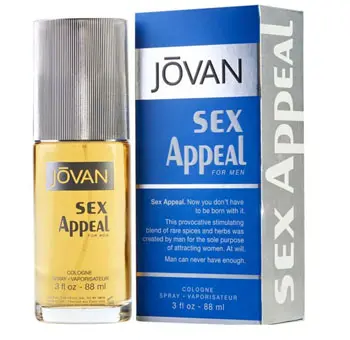 JŌVAN
SEX
Appeal
FOR MEN
COLOGNE
SPRAY • VAPORISATEUR
3 fl oz – 88 ml
JŌVAN
SEX
Appeal
FOR MEN
Sex Appeal. Now you don't have
to be born with it.
This provocative stimulating
blend of rare spices and herbs was
created by man for the sole purpose
of attracting women. At will.
Man can never have enough.
COLOGNE
SPRAY • VAPORISATEUR
3 fl oz – 88 ml
SEX APPEAL